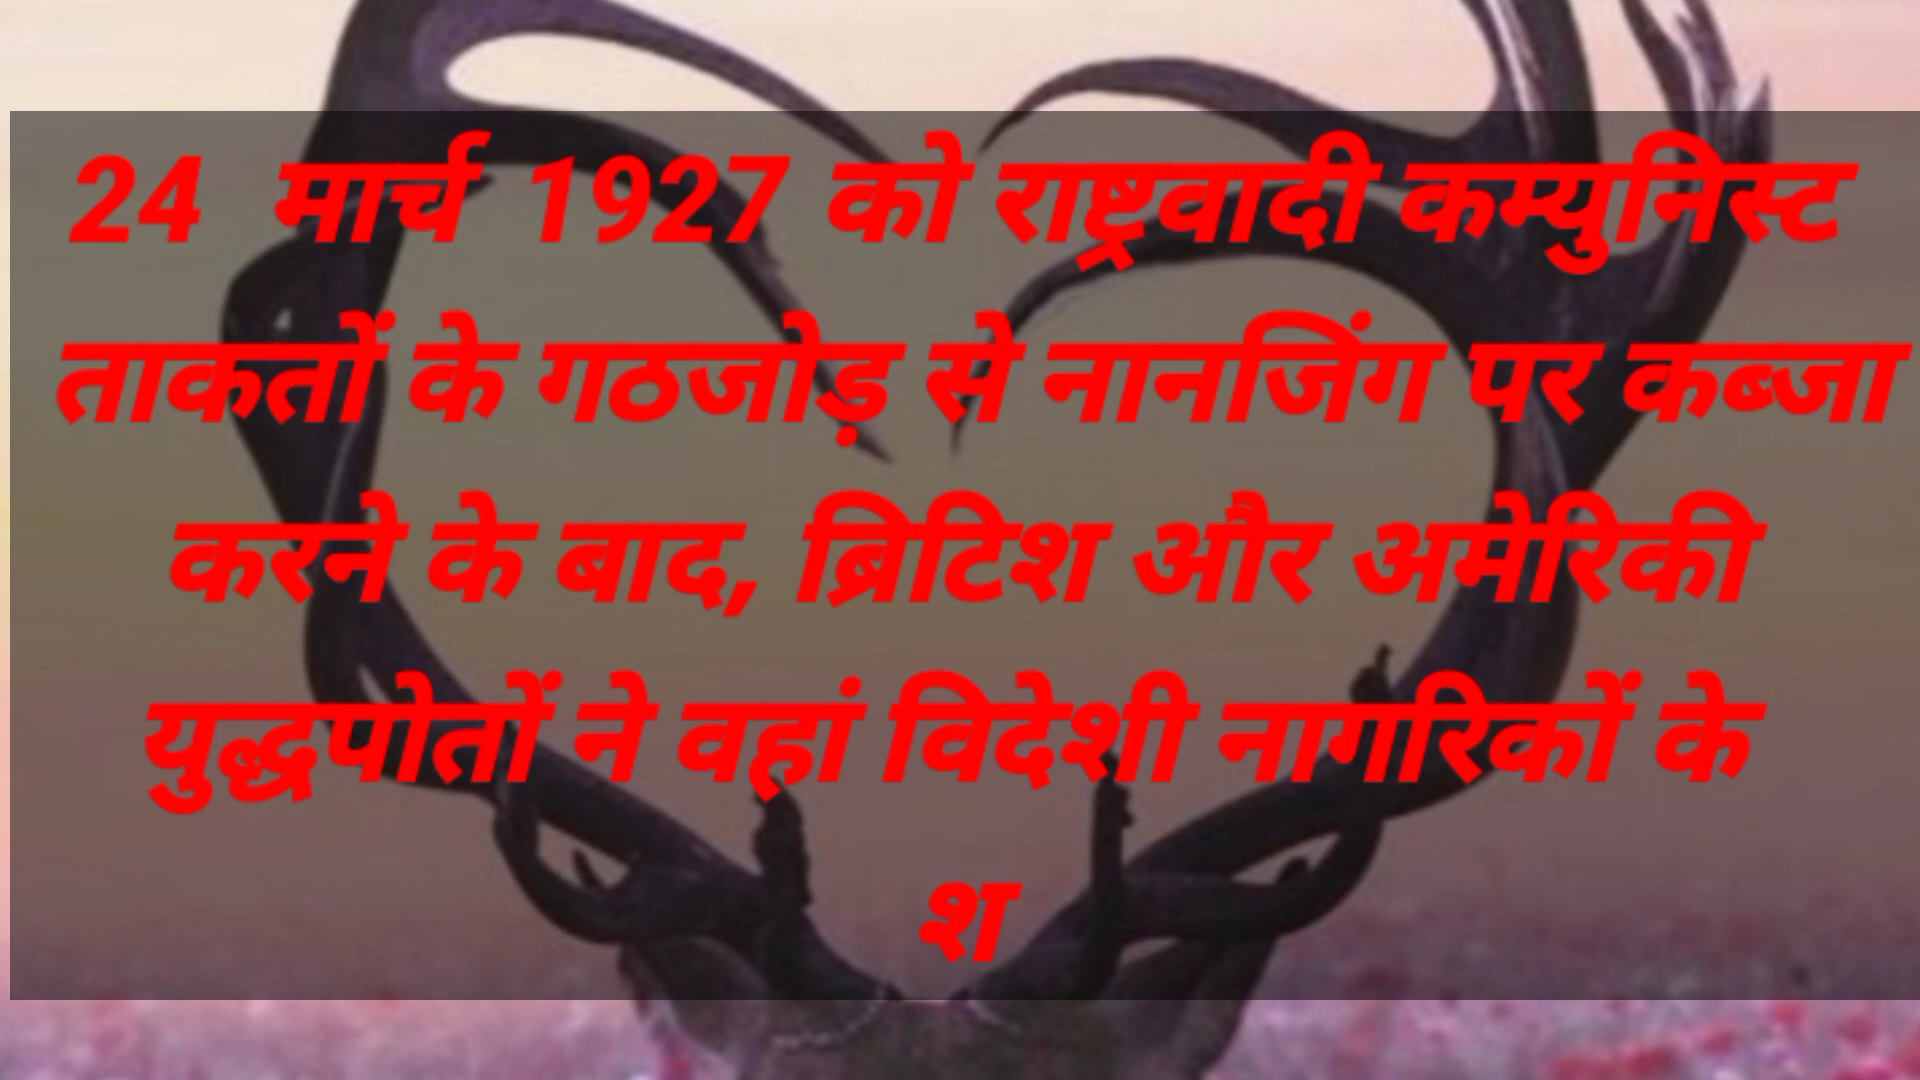 24 मार्च 1927 को राष्ट्रवादी कम्युनिस्ट
ताकतों के गठजोड़ से नानजिंग पर कब्जा
करने के बाद, ब्रिटिश और अमेरिकी
युद्धपोतों ने वहां विदेशी नागरिकों के
श